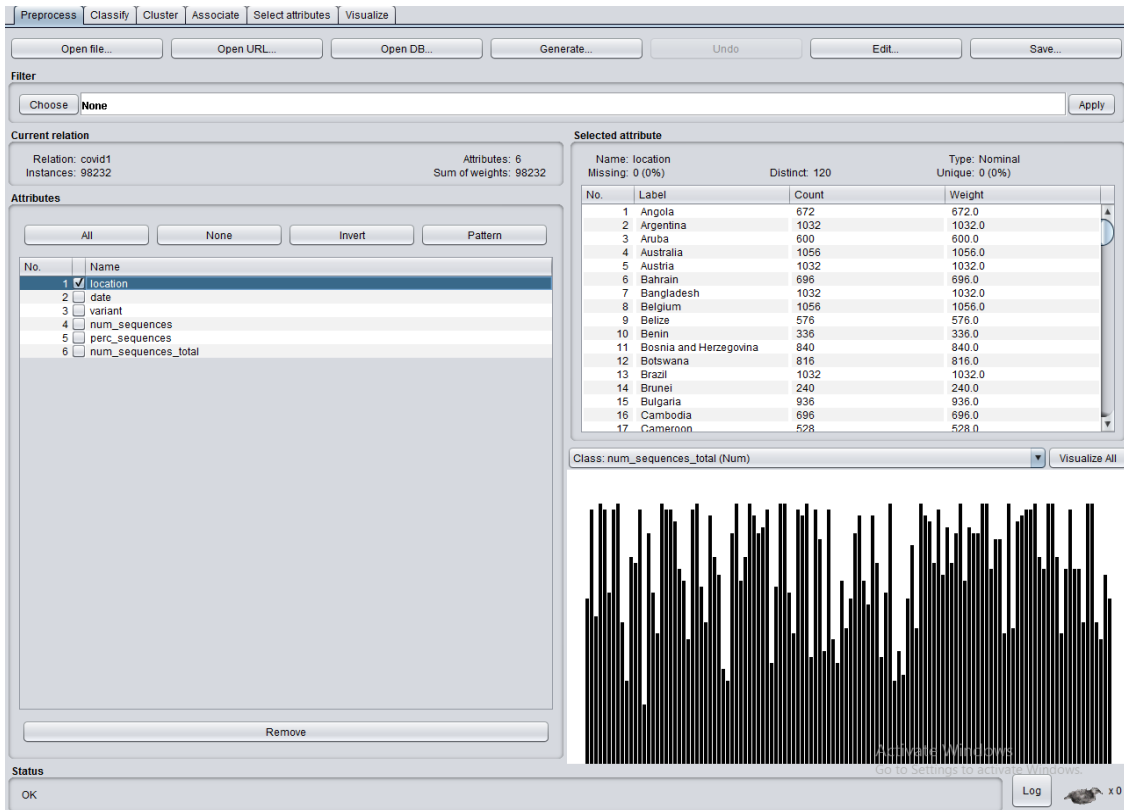 Preprocess Classify Cluster Associate Select attributes Visualize
Open file... Open URL... Open DB... Generate... Undo Edit... Save...
Filter
Choose None Apply
Current relation
Relation: covid1 Attributes: 6
Instances: 98232 Sum of weights: 98232
Attributes
All None Invert Pattern
No. Name
1 location
2 date
3 variant
4 num_sequences
5 perc_sequences
6 num_sequences_total
Remove
Selected attribute
Name: location Type: Nominal
Missing: 0 (0%) Distinct: 120 Unique: 0 (0%)
No. Label Count Weight
1 Angola 672 672.0
2 Argentina 1032 1032.0
3 Aruba 600 600.0
4 Australia 1056 1056.0
5 Austria 1032 1032.0
6 Bahrain 696 696.0
7 Bangladesh 1032 1032.0
8 Belgium 1056 1056.0
9 Belize 576 576.0
10 Benin 336 336.0
11 Bosnia and Herzegovina 840 840.0
12 Botswana 816 816.0
13 Brazil 1032 1032.0
14 Brunei 240 240.0
15 Bulgaria 936 936.0
16 Cambodia 696 696.0
17 Cameroon 528 528.0
Class: num_sequences_total (Num) Visualize All
Activate Windows
Go to Settings to activate Windows.
Status
OK Log x 0